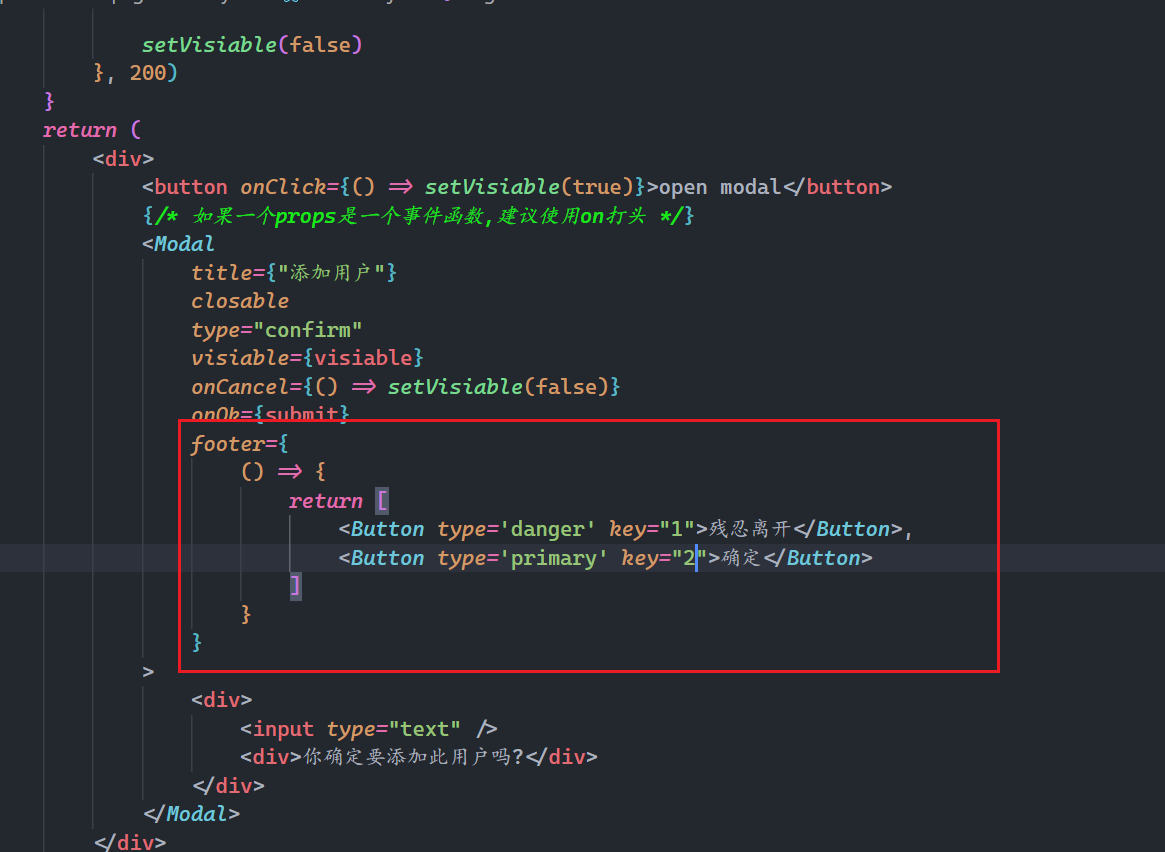 setVisiable(false)
}, 200)
}
return (
<div>
<button onClick={() => setVisiable(true)}>open modal</button>
{/* 如果一个props是一个事件函数,建议使用on打头 */}
<Modal
title={"添加用户"}
closable
type="confirm"
visiable={visiable}
onCancel={() => setVisiable(false)}
onOk={submit}
footer={
() => {
return [
<Button type='danger' key="1">残忍离开</Button>,
<Button type='primary' key="2">确定</Button>
]
}
}
>
<div>
<input type="text" />
<div>你确定要添加此用户吗?</div>
</div>
</Modal>
</div>